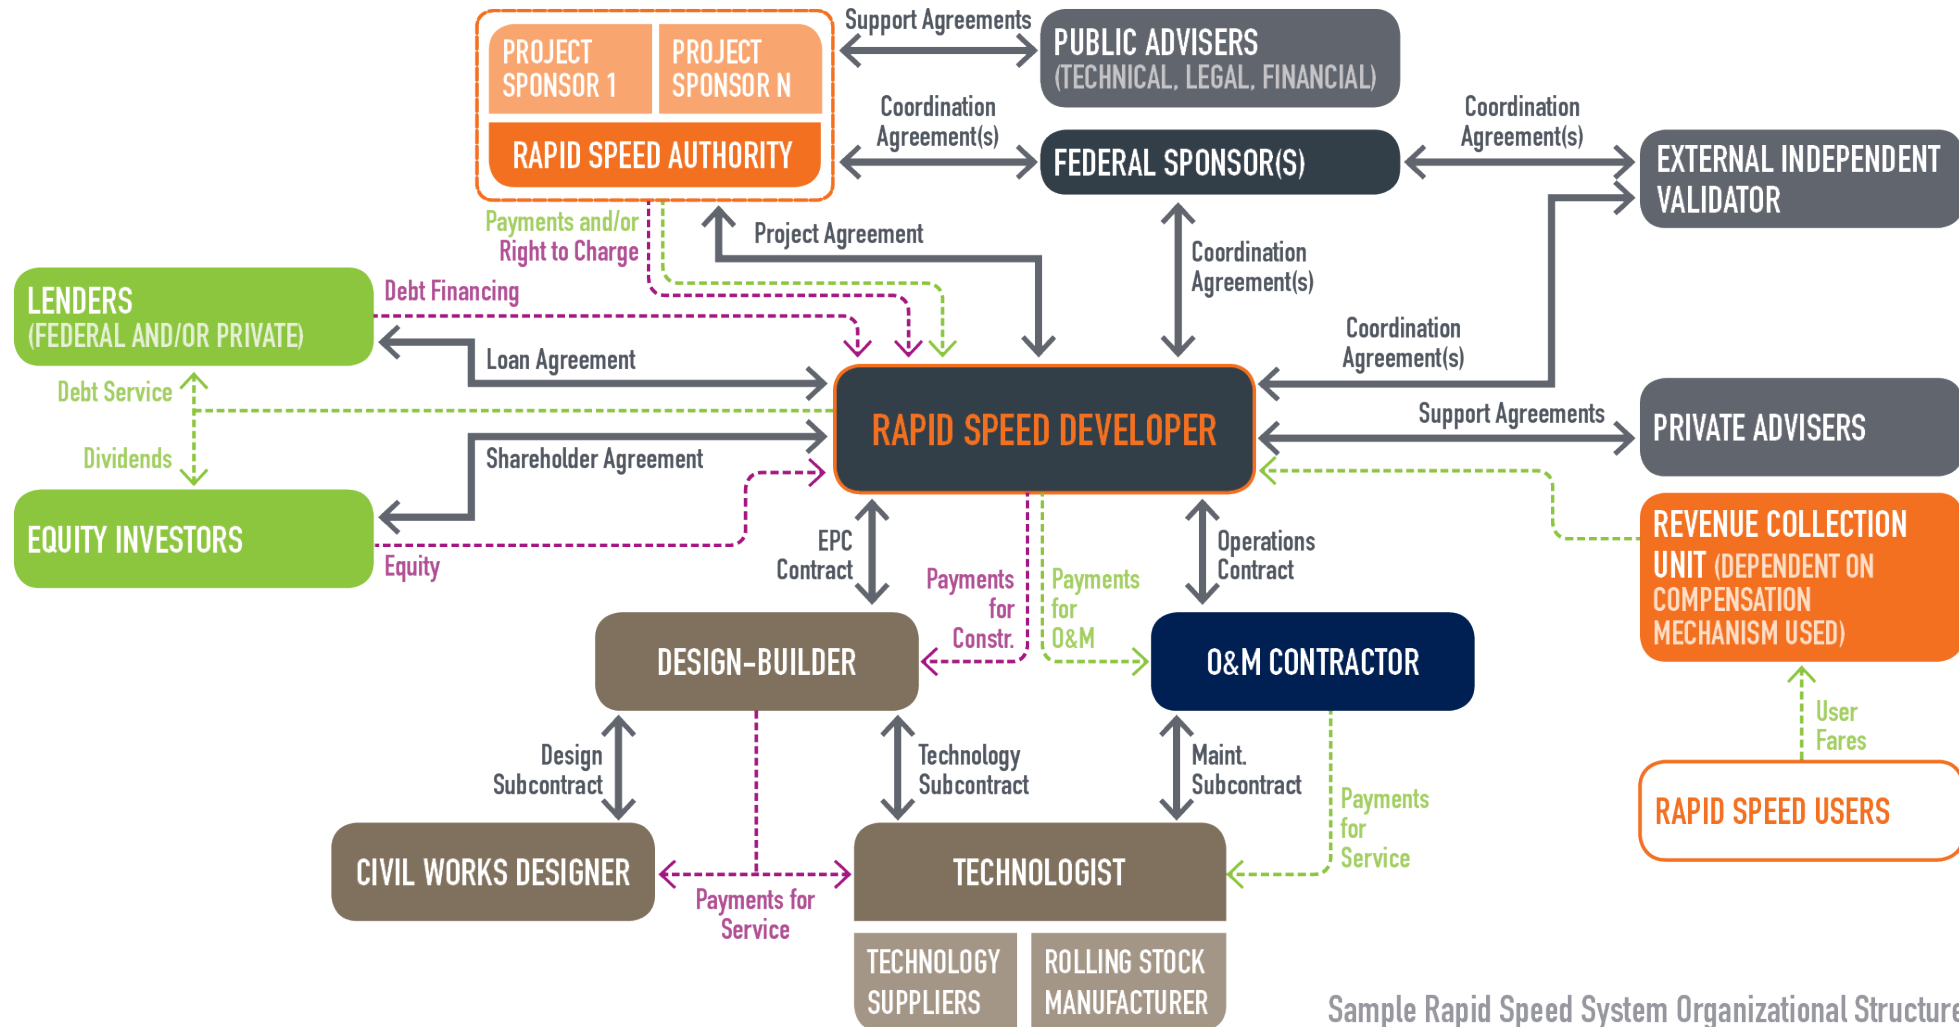 PROJECT
SPONSOR 1
PROJECT
SPONSOR N
RAPID SPEED AUTHORITY
Support Agreements
PUBLIC ADVISERS
(TECHNICAL, LEGAL, FINANCIAL)
Coordination
Agreement(s)
FEDERAL SPONSOR(S)
Coordination
Agreement(s)
EXTERNAL INDEPENDENT
VALIDATOR
Payments and/or
Right to Charge
Project Agreement
Coordination
Agreement(s)
LENDERS
(FEDERAL AND/OR PRIVATE)
Debt Financing
Loan Agreement
Coordination
Agreement(s)
Debt Service
Dividends
RAPID SPEED DEVELOPER
Support Agreements
PRIVATE ADVISERS
Shareholder Agreement
EQUITY INVESTORS
Equity
EPC
Contract
Payments
for
Constr.
Payments
for
O&M
Operations
Contract
REVENUE COLLECTION
UNIT (DEPENDENT ON
COMPENSATION
MECHANISM USED)
DESIGN-BUILDER
O&M CONTRACTOR
User
Fares
Design
Subcontract
Technology
Subcontract
Maint.
Subcontract
Payments
for
Service
RAPID SPEED USERS
CIVIL WORKS DESIGNER
Payments for
Service
TECHNOLOGIST
TECHNOLOGY
SUPPLIERS
ROLLING STOCK
MANUFACTURER
Sample Rapid Speed System Organizational Structure